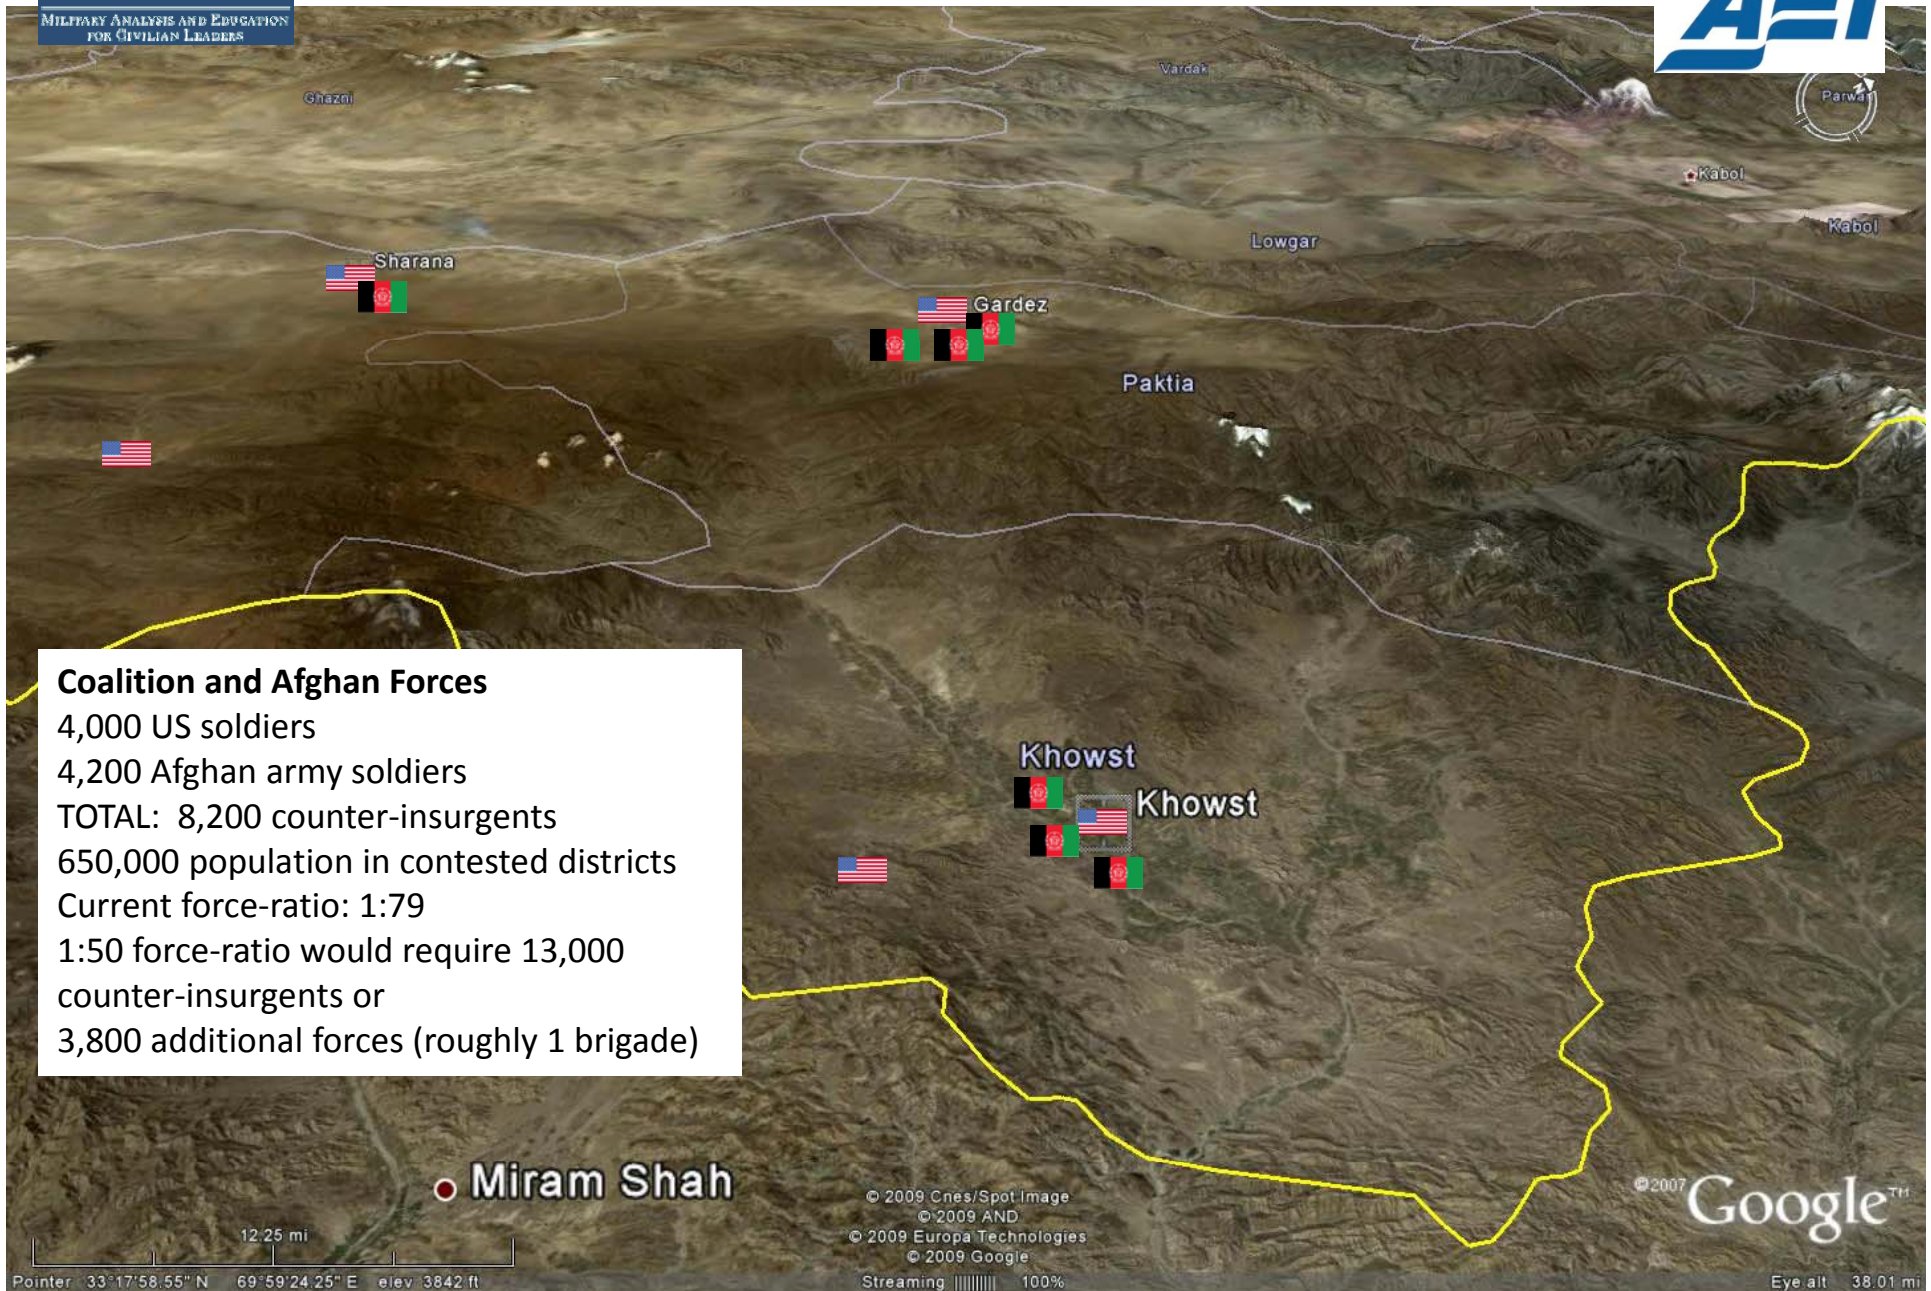 MILITARY ANALYSIS AND EDUCATION
FOR CIVILIAN LEADERS
AEI
Vardak
Ghazni
Parwan
Kabol
Kabol
Lowgar
Sharana
Gardez
Paktia
Coalition and Afghan Forces
4,000 US soldiers
4,200 Afghan army soldiers
TOTAL: 8,200 counter-insurgents
650,000 population in contested districts
Current force-ratio: 1:79
1:50 force-ratio would require 13,000
counter-insurgents or
3,800 additional forces (roughly 1 brigade)
Khowst
Khowst
Miram Shah
©2007 Google™
© 2009 Cnes/Spot Image
© 2009 AND
© 2009 Europa Technologies
© 2009 Google
12.25 mi
Pointer 33°17'58.55" N 69°59'24.25" E elev 3842 ft
Streaming ||||||||| 100%
Eye alt 38.01 mi